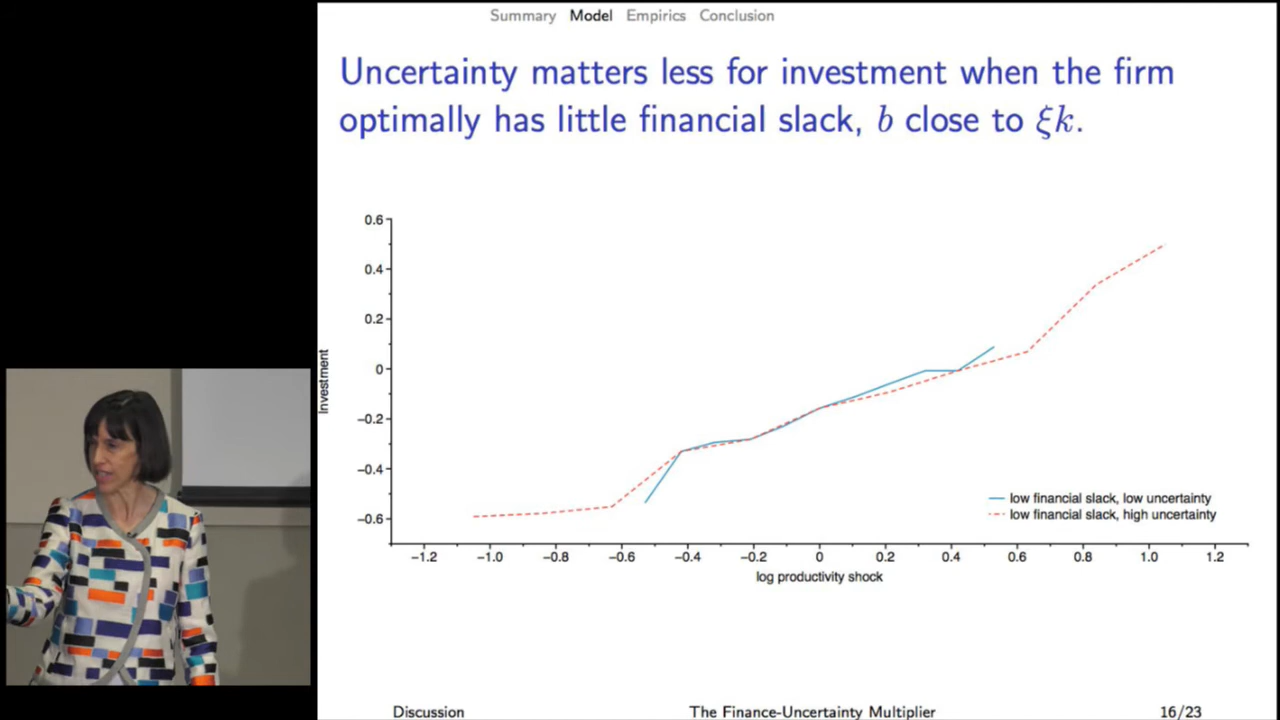 Summary Model Empirics Conclusion
Uncertainty matters less for investment when the firm
optimally has little financial slack, b close to ξk.
0.6
0.4
0.2
0
−0.2
−0.4
−0.6
Investment
−1.2 −1.0 −0.8 −0.6 −0.4 −0.2 0 0.2 0.4 0.6 0.8 1.0 1.2
log productivity shock
low financial slack, low uncertainty
low financial slack, high uncertainty
Discussion The Finance-Uncertainty Multiplier 16/23